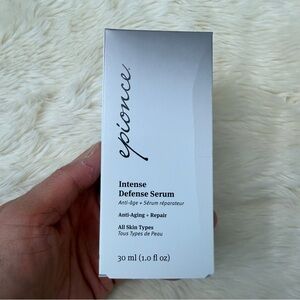 epionce.
Intense
Defense Serum
Anti-âge + Sérum réparateur
Anti-Aging + Repair
All Skin Types
Tous Types de Peau
30 ml (1.0 fl oz)